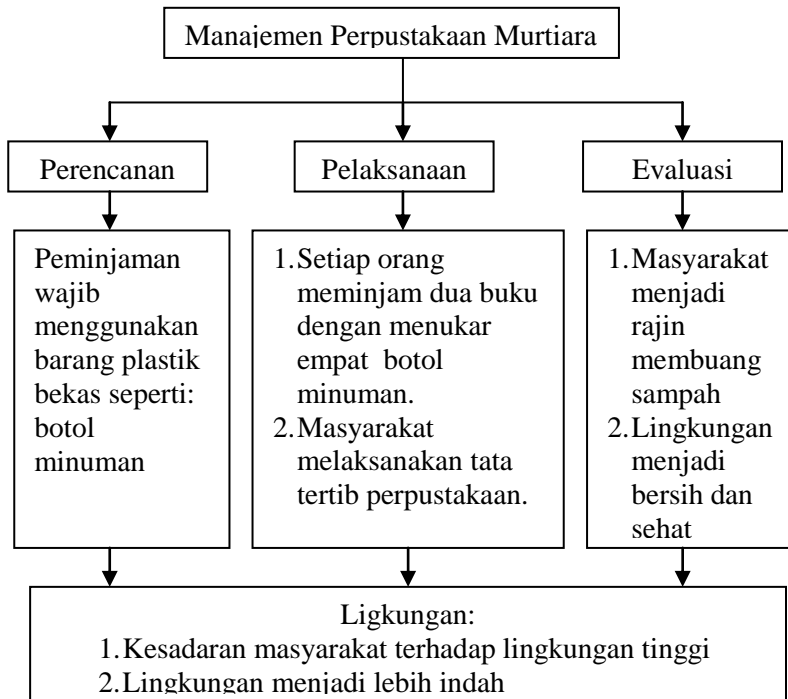 Manajemen Perpustakaan Murtiara
Perencanan
Pelaksanaan
Evaluasi
Peminjaman
wajib
menggunakan
barang plastik
bekas seperti:
botol
minuman
1.Setiap orang
meminjam dua buku
dengan menukar
empat botol
minuman.
2.Masyarakat
melaksanakan tata
tertib perpustakaan.
1.Masyarakat
menjadi
rajin
membuang
sampah
2.Lingkungan
menjadi
bersih dan
sehat
Ligkungan:
1.Kesadaran masyarakat terhadap lingkungan tinggi
2.Lingkungan menjadi lebih indah